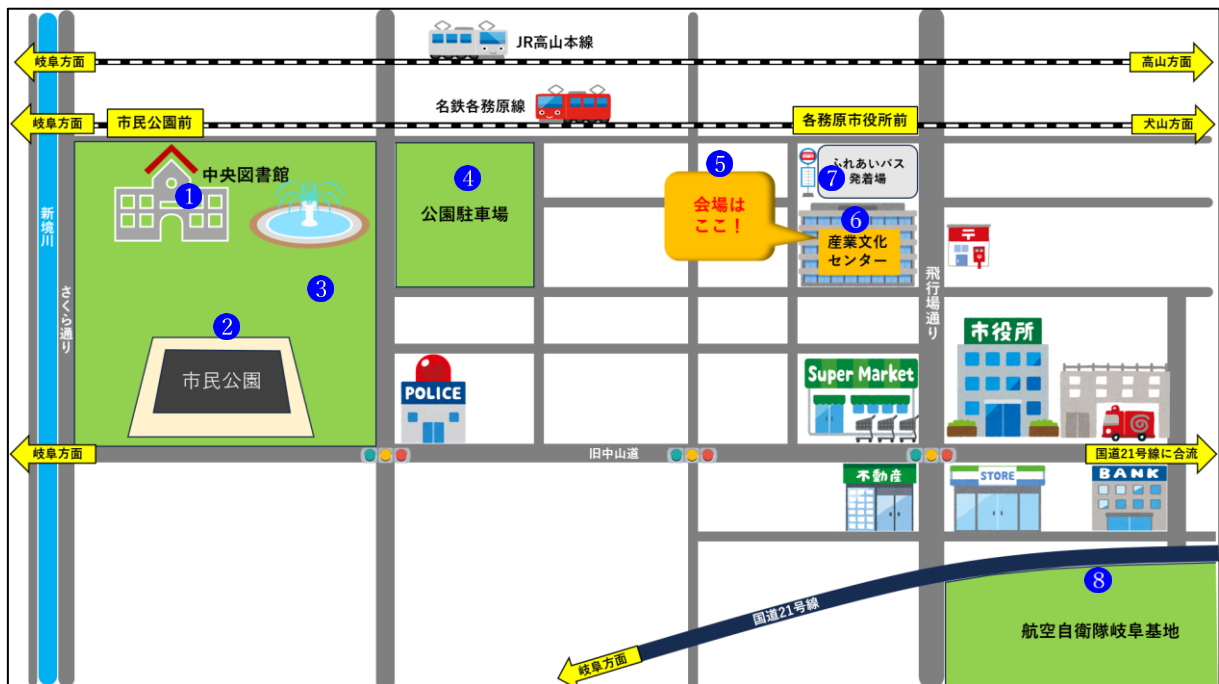 JR高山本線
岐阜方面
高山方面
名鉄各務原線
岐阜方面
市民公園前
各務原市役所前
犬山方面
1
中央図書館
4
公園駐車場
5
会場は
ここ！
7
ふれあいバス
発着場
6
産業文化
センター
〒
新境川
さくら通り
3
2
市民公園
飛行場通り
市役所
POLICE
Super Market
岐阜方面
旧中山道
国道21号線に合流
不動産
STORE
BANK
8
国道21号線
岐阜方面
航空自衛隊岐阜基地